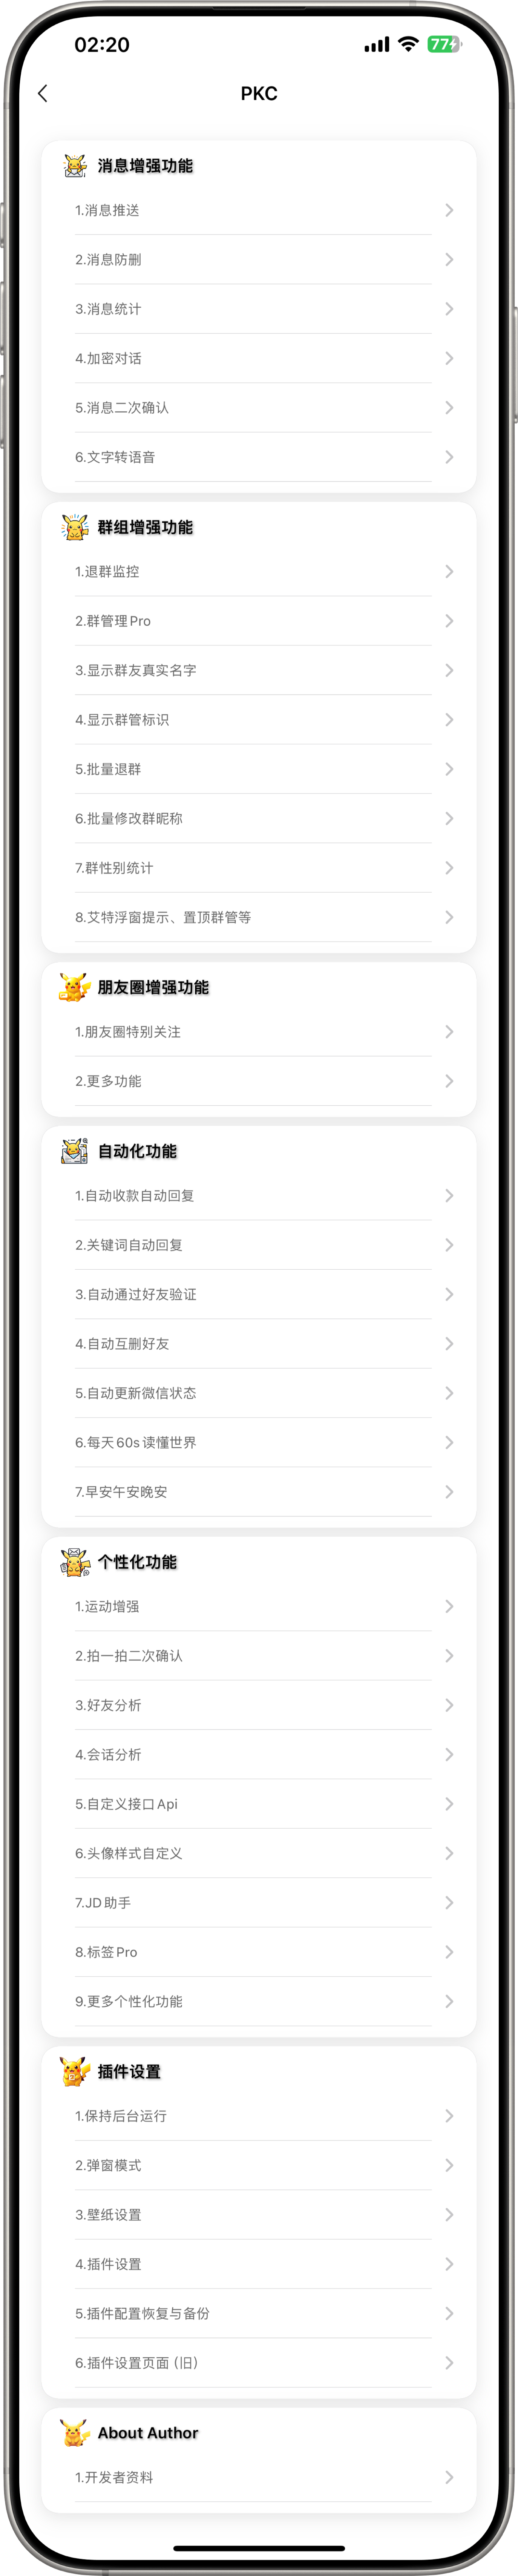 02:20
77
PKC
消息增强功能
1.消息推送
2.消息防删
3.消息统计
4.加密对话
5.消息二次确认
6.文字转语音
群组增强功能
1.退群监控
2.群管理Pro
3.显示群友真实名字
4.显示群管标识
5.批量退群
6.批量修改群昵称
7.群性别统计
8.艾特浮窗提示、置顶群管等
朋友圈增强功能
1.朋友圈特别关注
2.更多功能
自动化功能
1.自动收款自动回复
2.关键词自动回复
3.自动通过好友验证
4.自动互删好友
5.自动更新微信状态
6.每天60s读懂世界
7.早安午安晚安
个性化功能
1.运动增强
2.拍一拍二次确认
3.好友分析
4.会话分析
5.自定义接口Api
6.头像样式自定义
7.JD助手
8.标签Pro
9.更多个性化功能
插件设置
1.保持后台运行
2.弹窗模式
3.壁纸设置
4.插件设置
5.插件配置恢复与备份
6.插件设置页面 (旧)
About Author
1.开发者资料